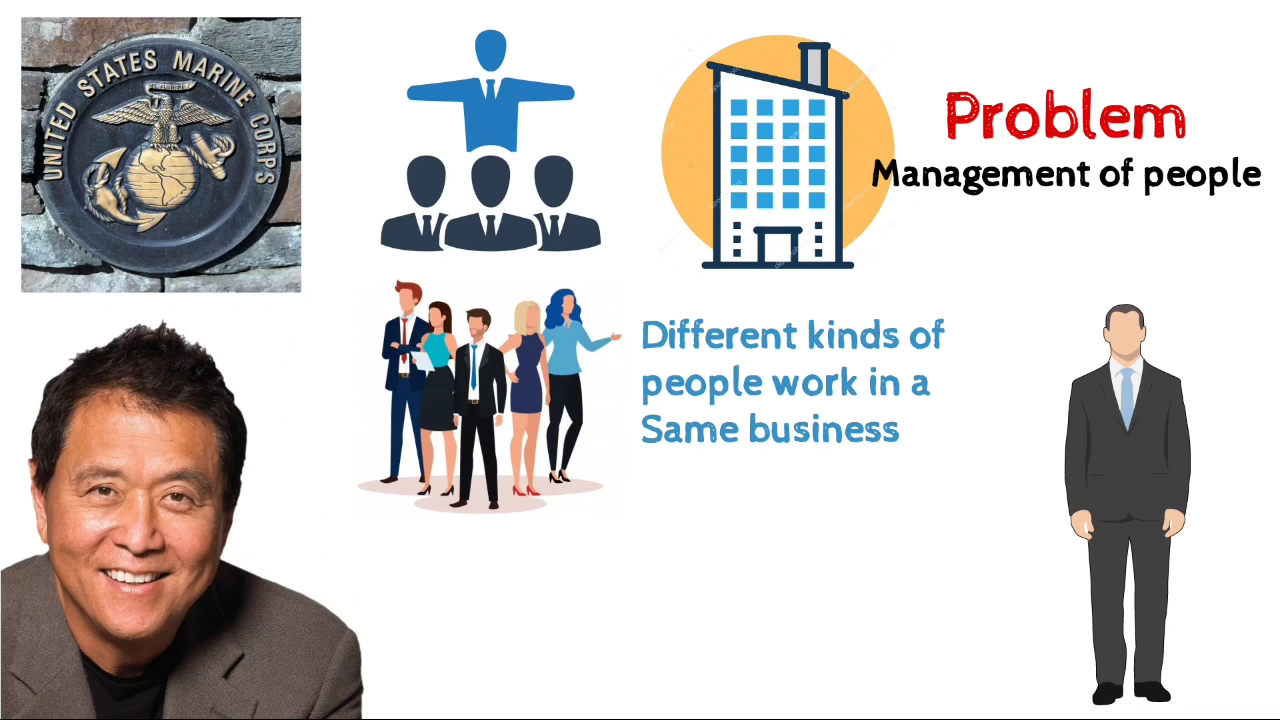 UNITED STATES MARINE CORPS
Problem
Management of people
Different kinds of
people work in a
Same business